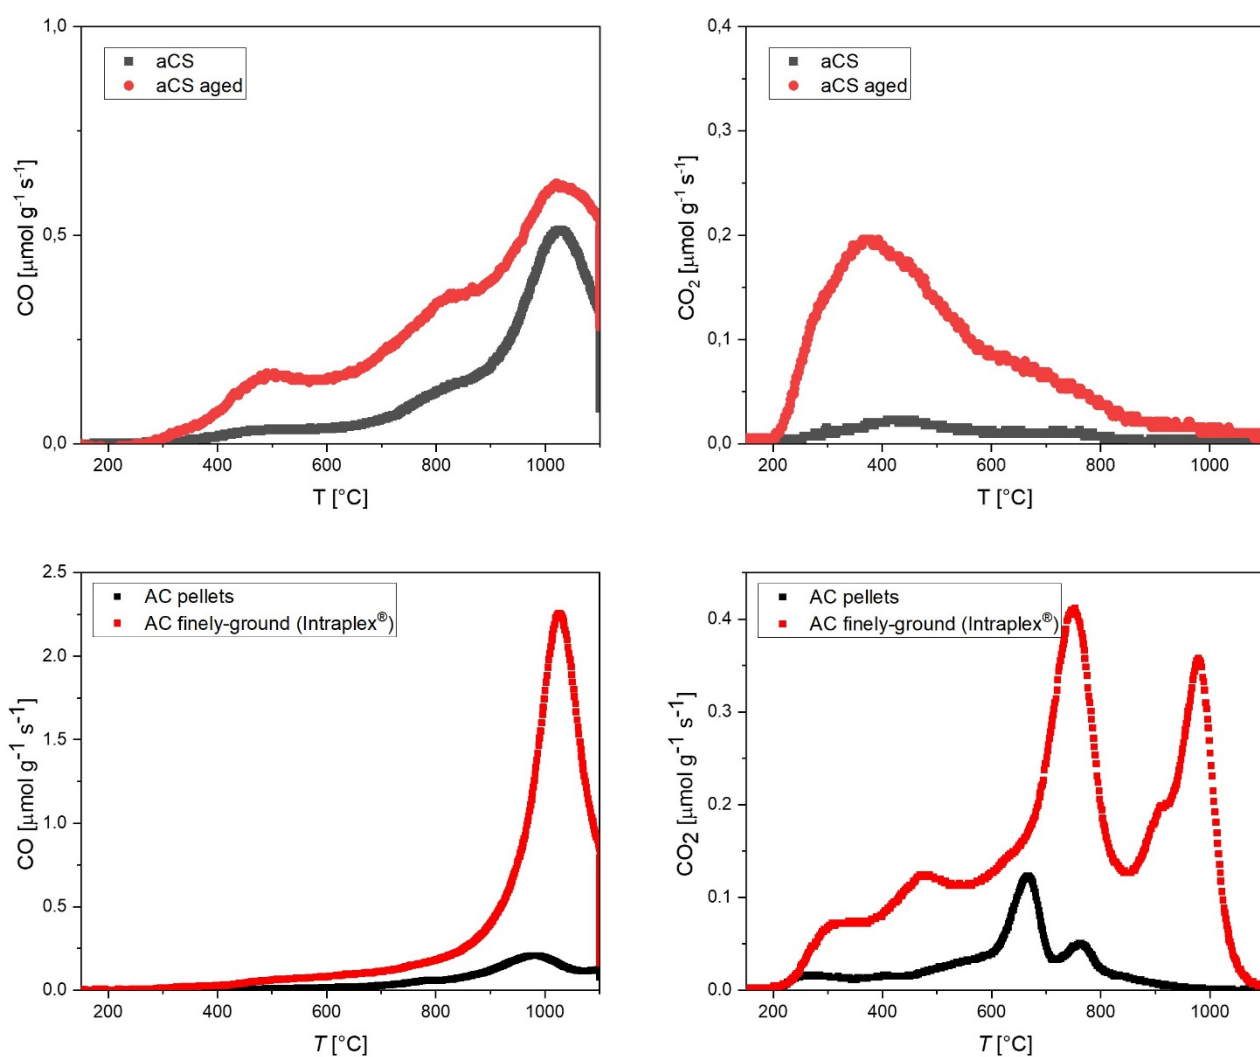 1,0
aCS
aCS aged
CO [μmol g⁻¹ s⁻¹]
0,5
0,0
200 400 600 800 1000
T [°C]
0,4
aCS
aCS aged
0,3
CO₂ [μmol g⁻¹ s⁻¹]
0,2
0,1
0,0
200 400 600 800 1000
T [°C]
2.5
AC pellets
AC finely-ground (Intraplex®)
2.0
CO [μmol g⁻¹ s⁻¹]
1.5
1.0
0.5
0.0
200 400 600 800 1000
T [°C]
AC pellets
AC finely-ground (Intraplex®)
0.4
CO₂ [μmol g⁻¹ s⁻¹]
0.3
0.2
0.1
0.0
200 400 600 800 1000
T [°C]